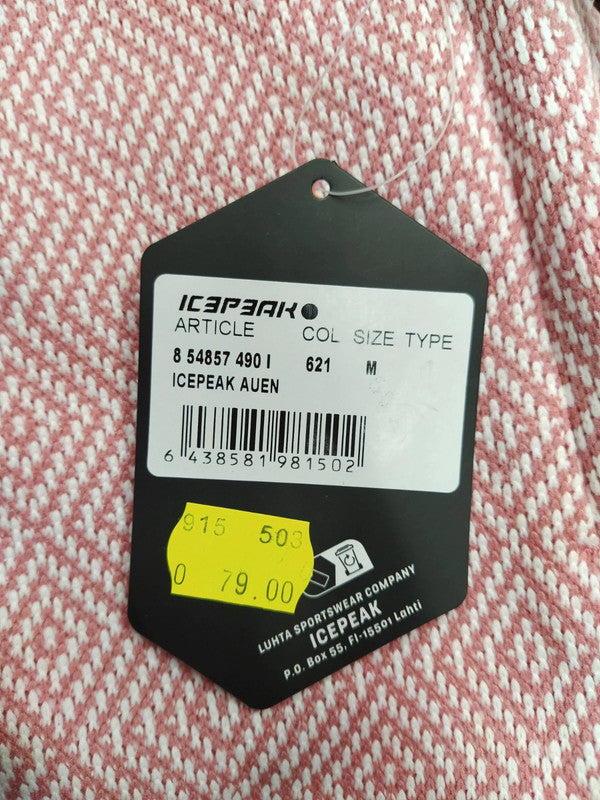 ICEPEAK
ARTICLE COL SIZE TYPE
8 54857 490 I 621 M
ICEPEAK AUEN
6 438581 981502
915 503
0 79.00
LUHTA SPORTSWEAR COMPANY
ICEPEAK
P.O. Box 55, FI-15501 Lahti